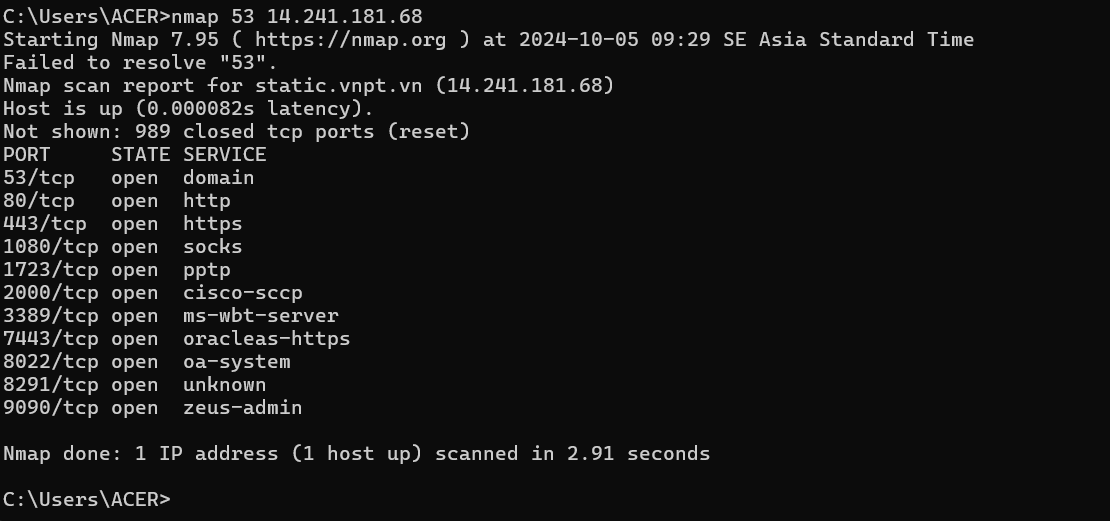 C:\Users\ACER>nmap 53 14.241.181.68
Starting Nmap 7.95 ( https://nmap.org ) at 2024-10-05 09:29 SE Asia Standard Time
Failed to resolve "53".
Nmap scan report for static.vnpt.vn (14.241.181.68)
Host is up (0.000082s latency).
Not shown: 989 closed tcp ports (reset)
PORT     STATE SERVICE
53/tcp   open  domain
80/tcp   open  http
443/tcp  open  https
1080/tcp open  socks
1723/tcp open  pptp
2000/tcp open  cisco-sccp
3389/tcp open  ms-wbt-server
7443/tcp open  oracleas-https
8022/tcp open  oa-system
8291/tcp open  unknown
9090/tcp open  zeus-admin
Nmap done: 1 IP address (1 host up) scanned in 2.91 seconds
C:\Users\ACER>